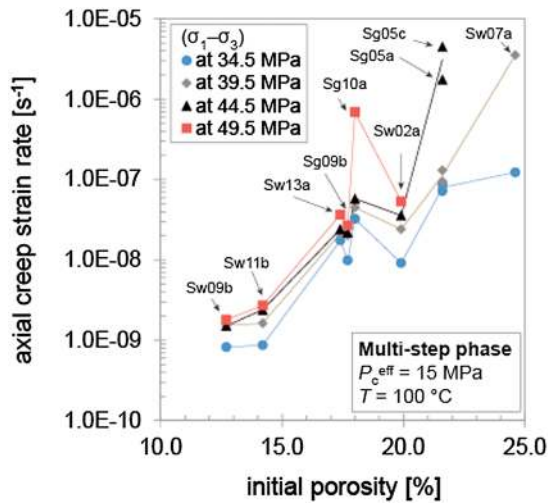 1.0E-05
1.0E-06
1.0E-07
1.0E-08
1.0E-09
1.0E-10
axial creep strain rate [s⁻¹]
(σ₁–σ₃)
at 34.5 MPa
at 39.5 MPa
at 44.5 MPa
at 49.5 MPa
Sg05c
Sw07a
Sg05a
Sg10a
Sw02a
Sg09b
Sw13a
Sw11b
Sw09b
Multi-step phase
P_c^eff = 15 MPa
T = 100 °C
10.0 15.0 20.0 25.0
initial porosity [%]